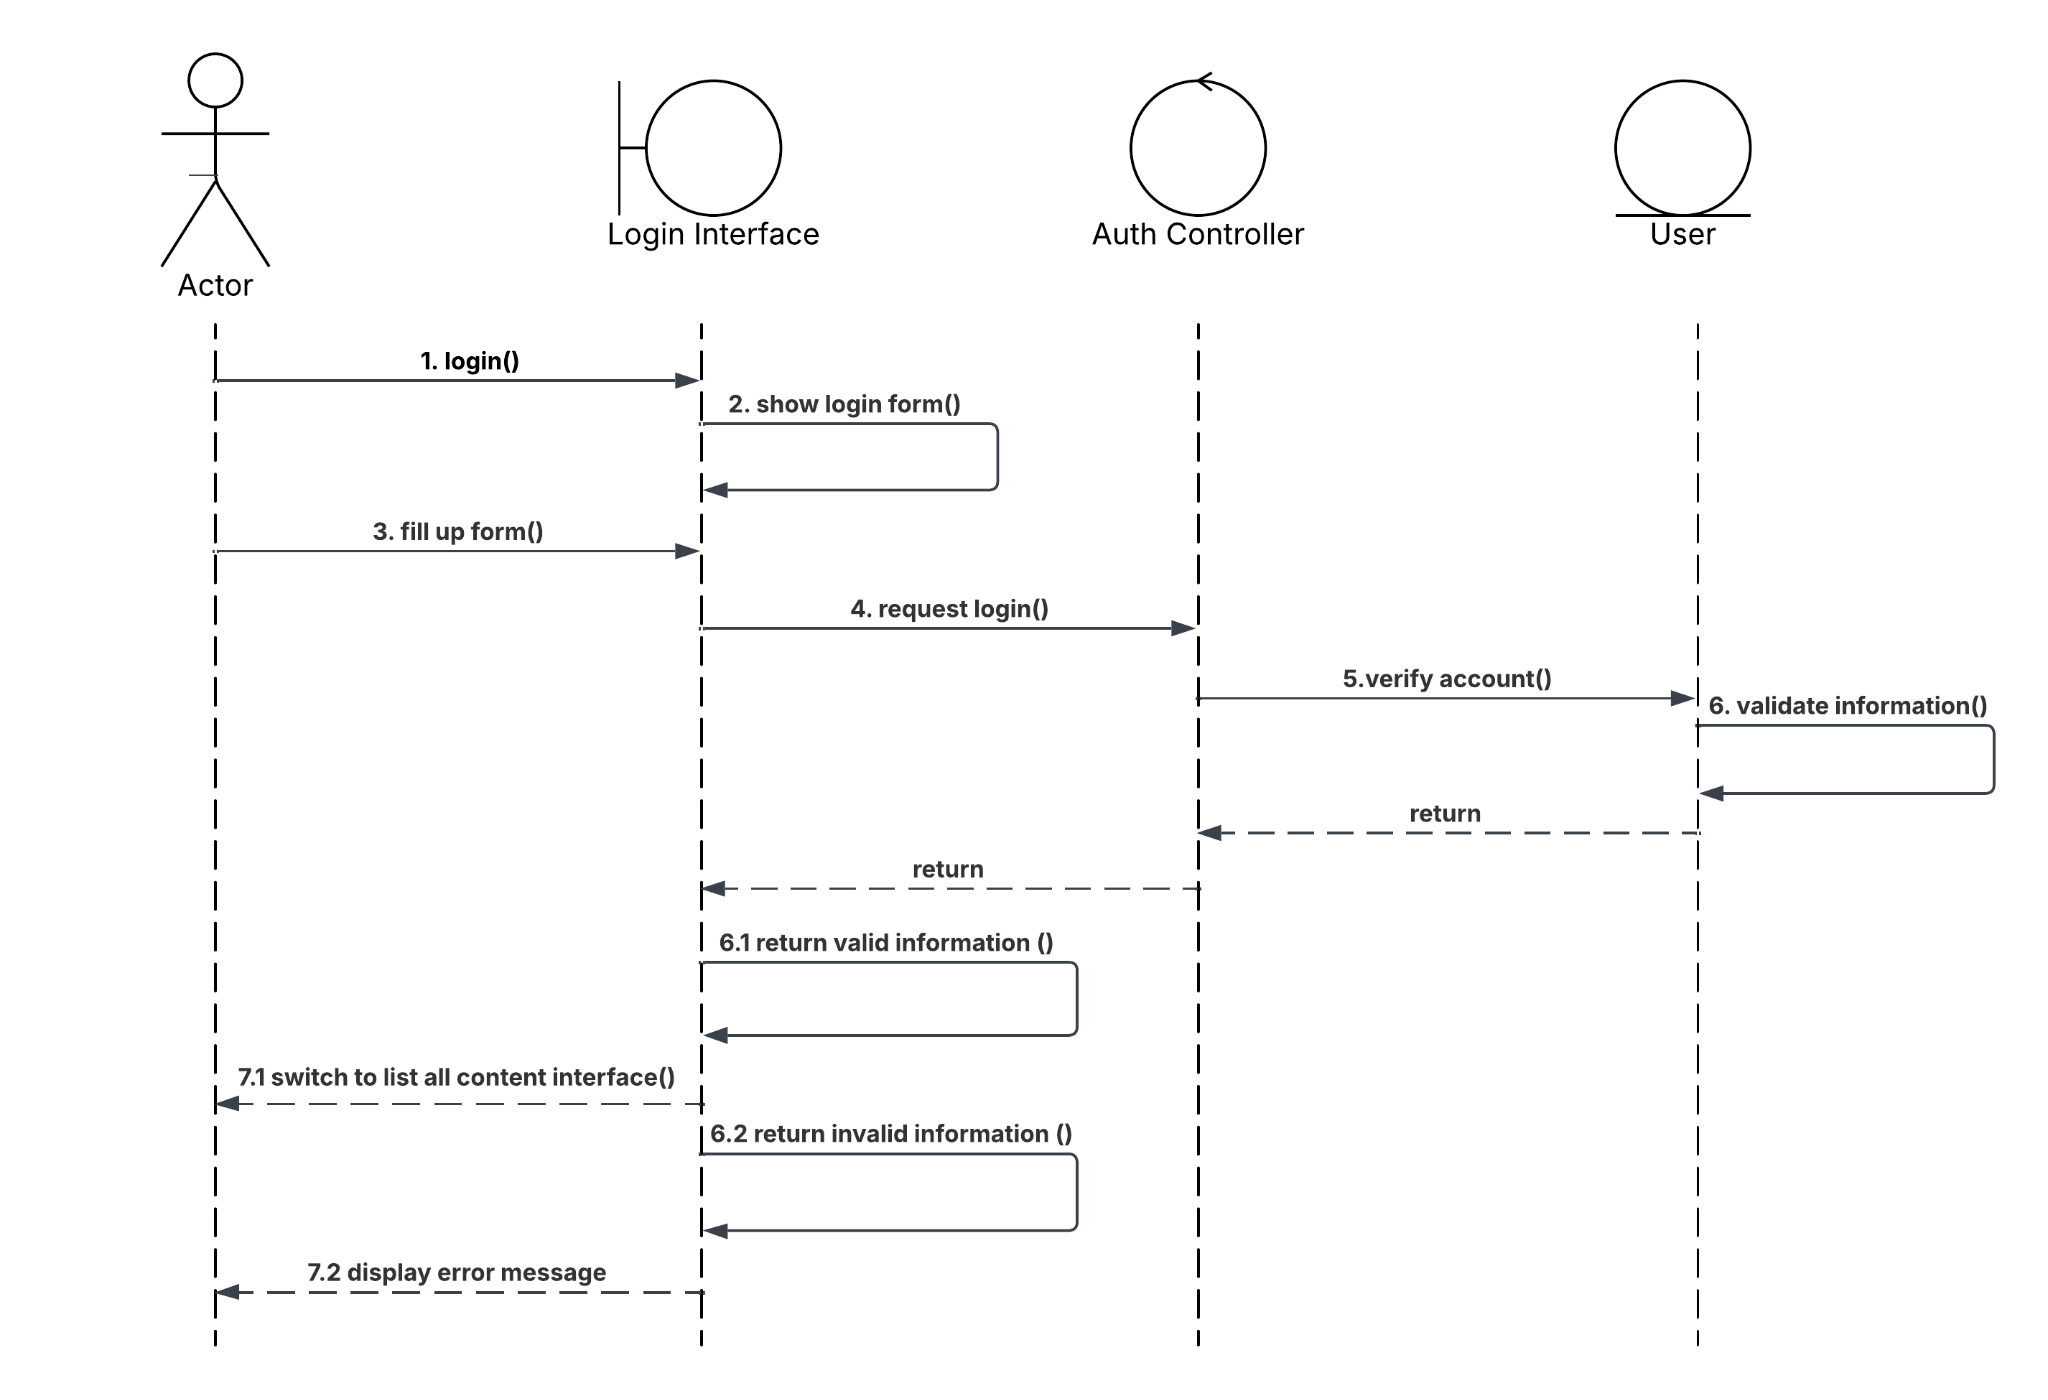 Actor
Login Interface
Auth Controller
User
1. login()
2. show login form()
3. fill up form()
4. request login()
5.verify account()
6. validate information()
return
return
6.1 return valid information ()
7.1 switch to list all content interface()
6.2 return invalid information ()
7.2 display error message